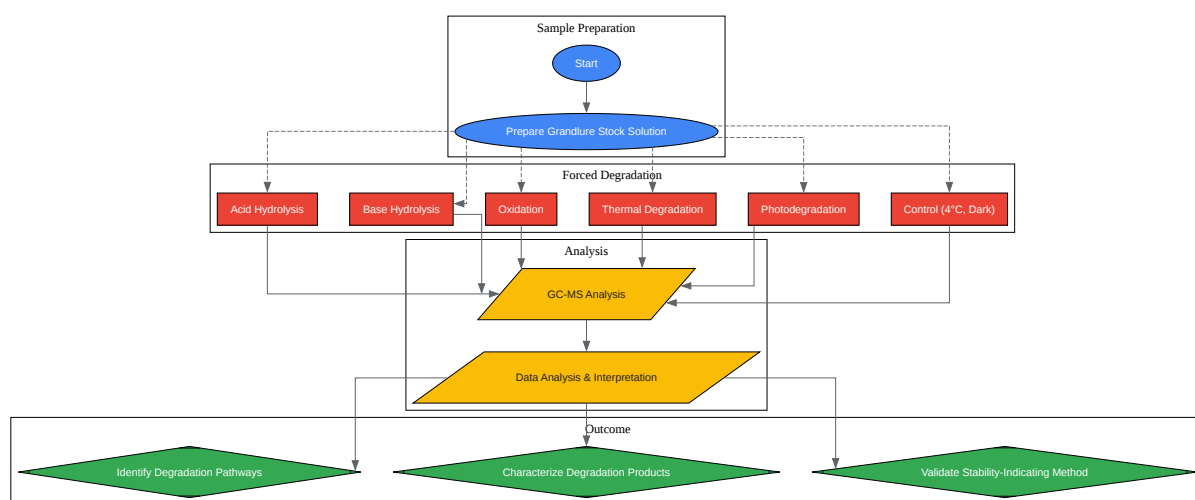 Sample Preparation
Start
Prepare Grandlure Stock Solution
Forced Degradation
Acid Hydrolysis
Base Hydrolysis
Oxidation
Thermal Degradation
Photodegradation
Control (4°C, Dark)
Analysis
GC-MS Analysis
Data Analysis & Interpretation
Outcome
Identify Degradation Pathways
Characterize Degradation Products
Validate Stability-Indicating Method